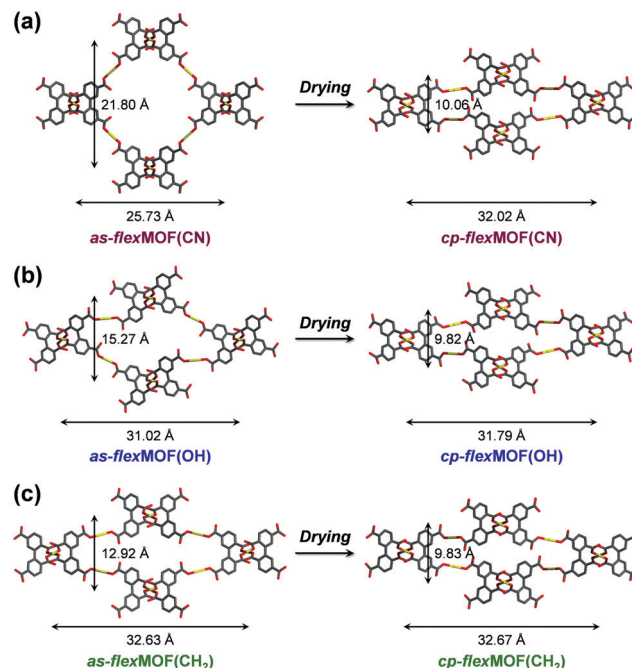 (a)
21.80 Å
Drying
10.06 Å
25.73 Å
32.02 Å
as-flexMOF(CN)
cp-flexMOF(CN)
(b)
15.27 Å
Drying
9.82 Å
31.02 Å
31.79 Å
as-flexMOF(OH)
cp-flexMOF(OH)
(c)
12.92 Å
Drying
9.83 Å
32.63 Å
32.67 Å
as-flexMOF(CH₂)
cp-flexMOF(CH₂)